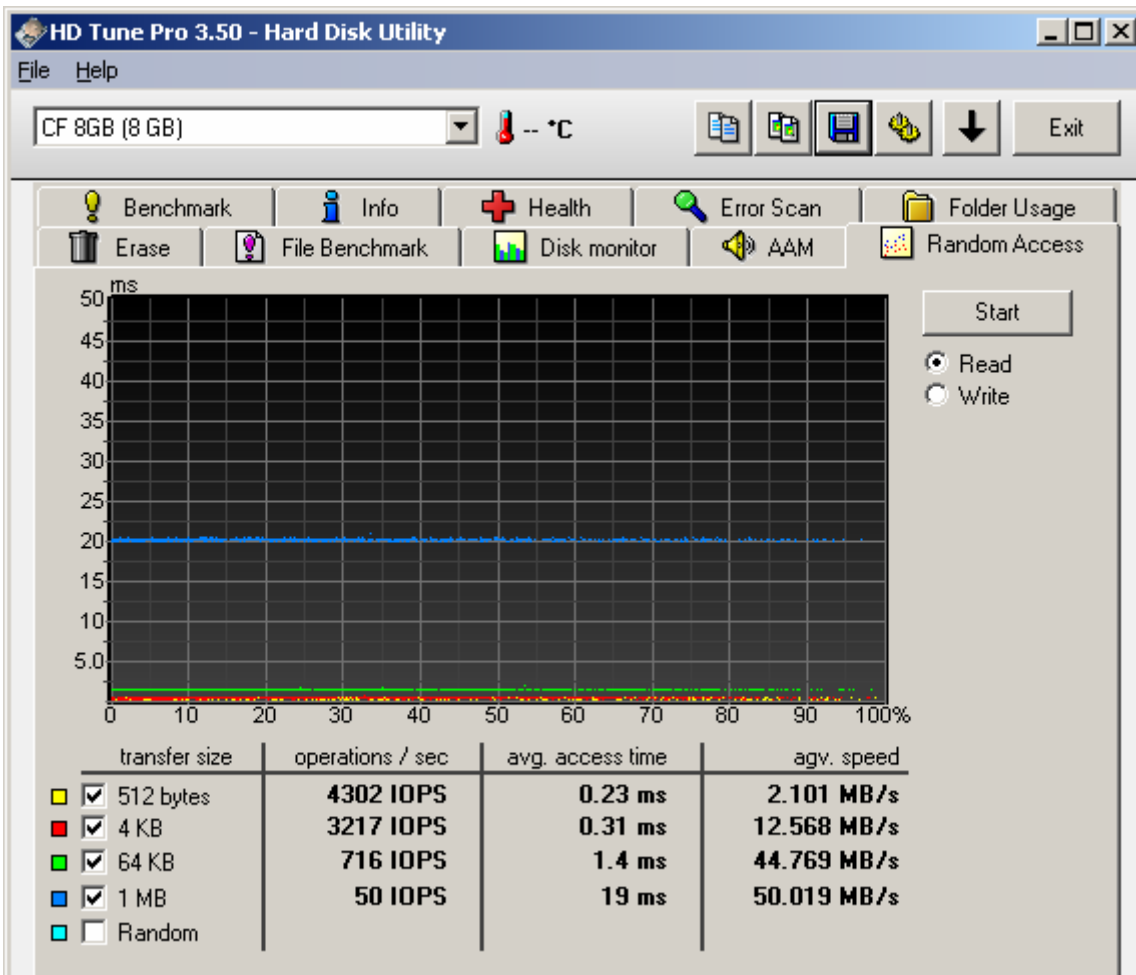 HD Tune Pro 3.50 - Hard Disk Utility
File Help
CF 8GB (8 GB) -- °C Exit
Benchmark Info Health Error Scan Folder Usage
Erase File Benchmark Disk monitor AAM Random Access
ms
50
45
40
35
30
25
20
15
10
5.0
0 10 20 30 40 50 60 70 80 90 100%
Start
Read
Write
transfer size operations / sec avg. access time agv. speed
512 bytes 4302 IOPS 0.23 ms 2.101 MB/s
4 KB 3217 IOPS 0.31 ms 12.568 MB/s
64 KB 716 IOPS 1.4 ms 44.769 MB/s
1 MB 50 IOPS 19 ms 50.019 MB/s
Random